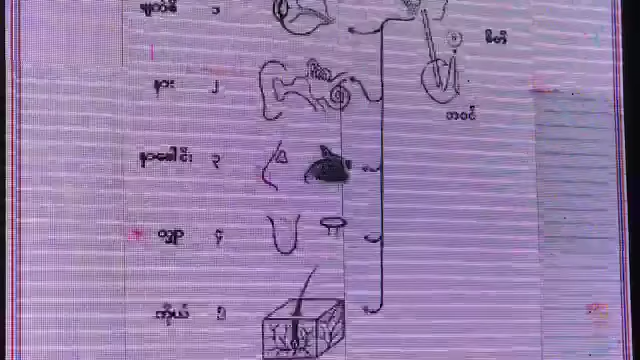 မျက်စိ ၁
၆ စိတ်
နား ၂
ဘဝင်
နှာခေါင်း ၃
လျှာ ၄
ကိုယ် ၅